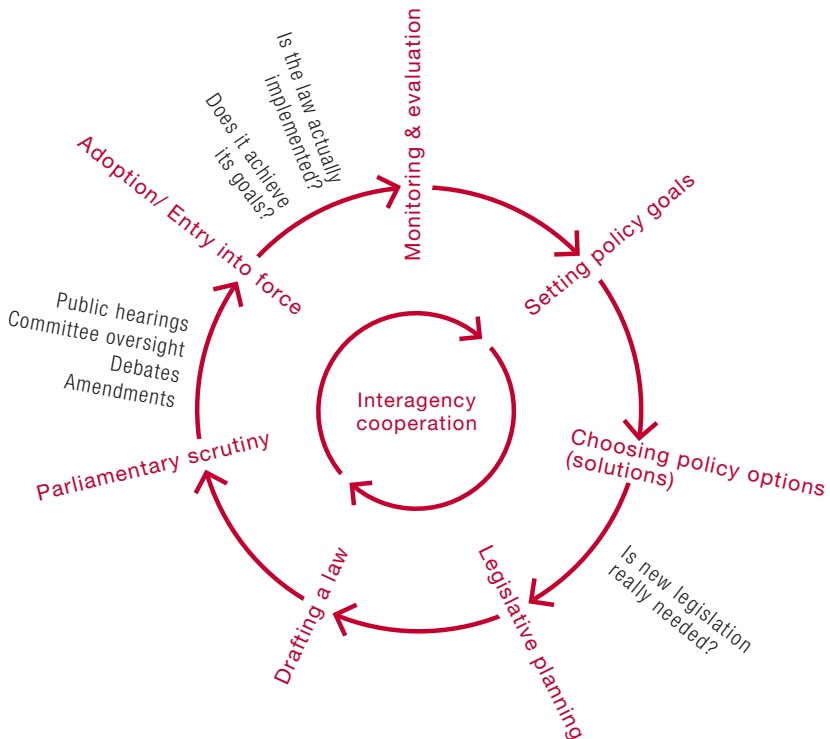 Monitoring & evaluation
Setting policy goals
Choosing policy options
(solutions)
Is new legislation
really needed?
Legislative planning
Drafting a law
Parliamentary scrutiny
Public hearings
Committee oversight
Debates
Amendments
Adoption/ Entry into force
Does it achieve
its goals?
Is the law actually
implemented?
Interagency
cooperation